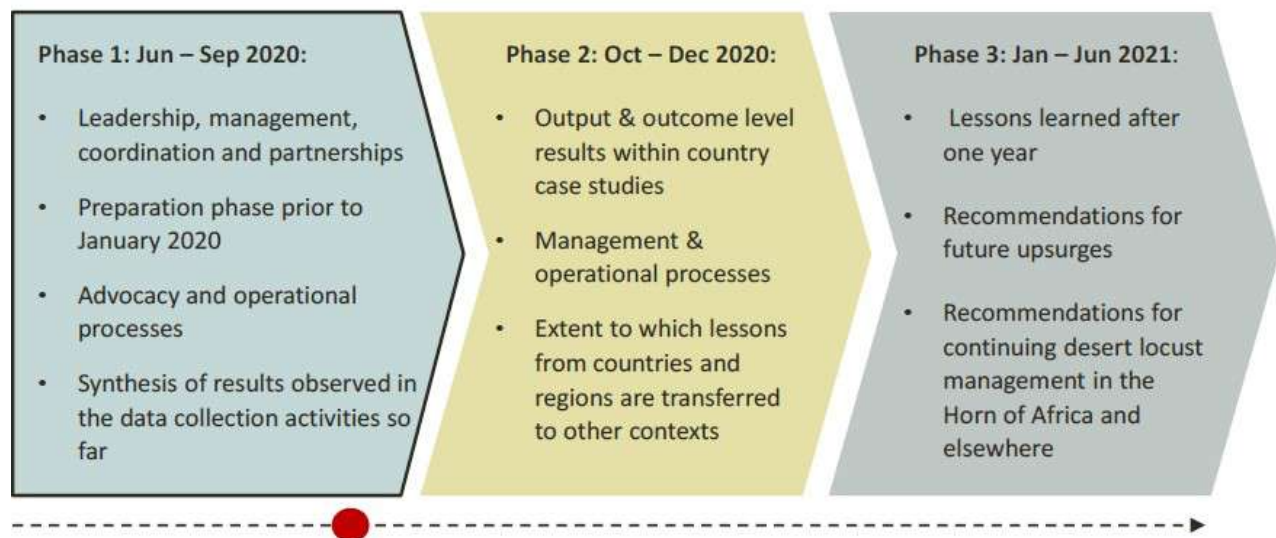 Phase 1: Jun – Sep 2020:
• Leadership, management,
coordination and partnerships
• Preparation phase prior to
January 2020
• Advocacy and operational
processes
• Synthesis of results observed in
the data collection activities so
far
Phase 2: Oct – Dec 2020:
• Output & outcome level
results within country
case studies
• Management &
operational processes
• Extent to which lessons
from countries and
regions are transferred
to other contexts
Phase 3: Jan – Jun 2021:
• Lessons learned after
one year
• Recommendations for
future upsurges
• Recommendations for
continuing desert locust
management in the
Horn of Africa and
elsewhere